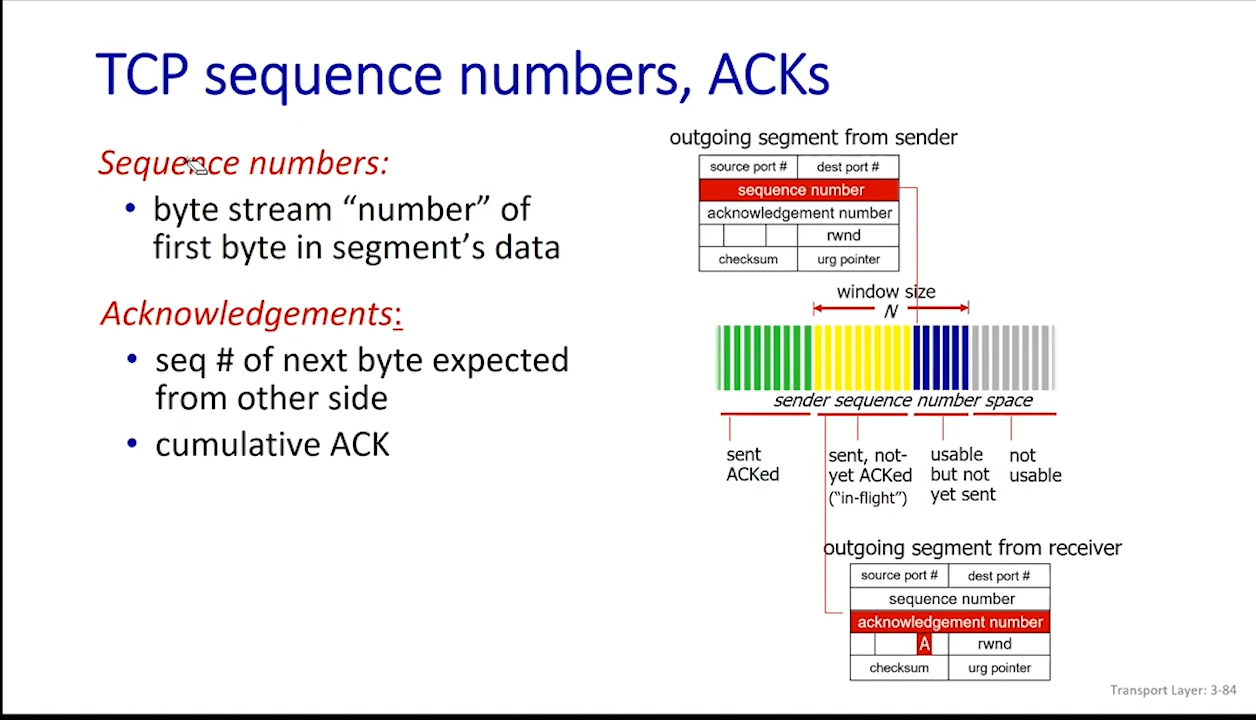 TCP sequence numbers, ACKs
Sequence numbers:
• byte stream “number” of
first byte in segment’s data
Acknowledgements:
• seq # of next byte expected
from other side
• cumulative ACK
outgoing segment from sender
source port # dest port #
sequence number
acknowledgement number
rwnd
checksum urg pointer
window size
N
sender sequence number space
sent
ACKed
sent, not-
yet ACKed
(“in-flight”)
usable
but not
yet sent
not
usable
outgoing segment from receiver
source port # dest port #
sequence number
acknowledgement number
A rwnd
checksum urg pointer
Transport Layer: 3-84